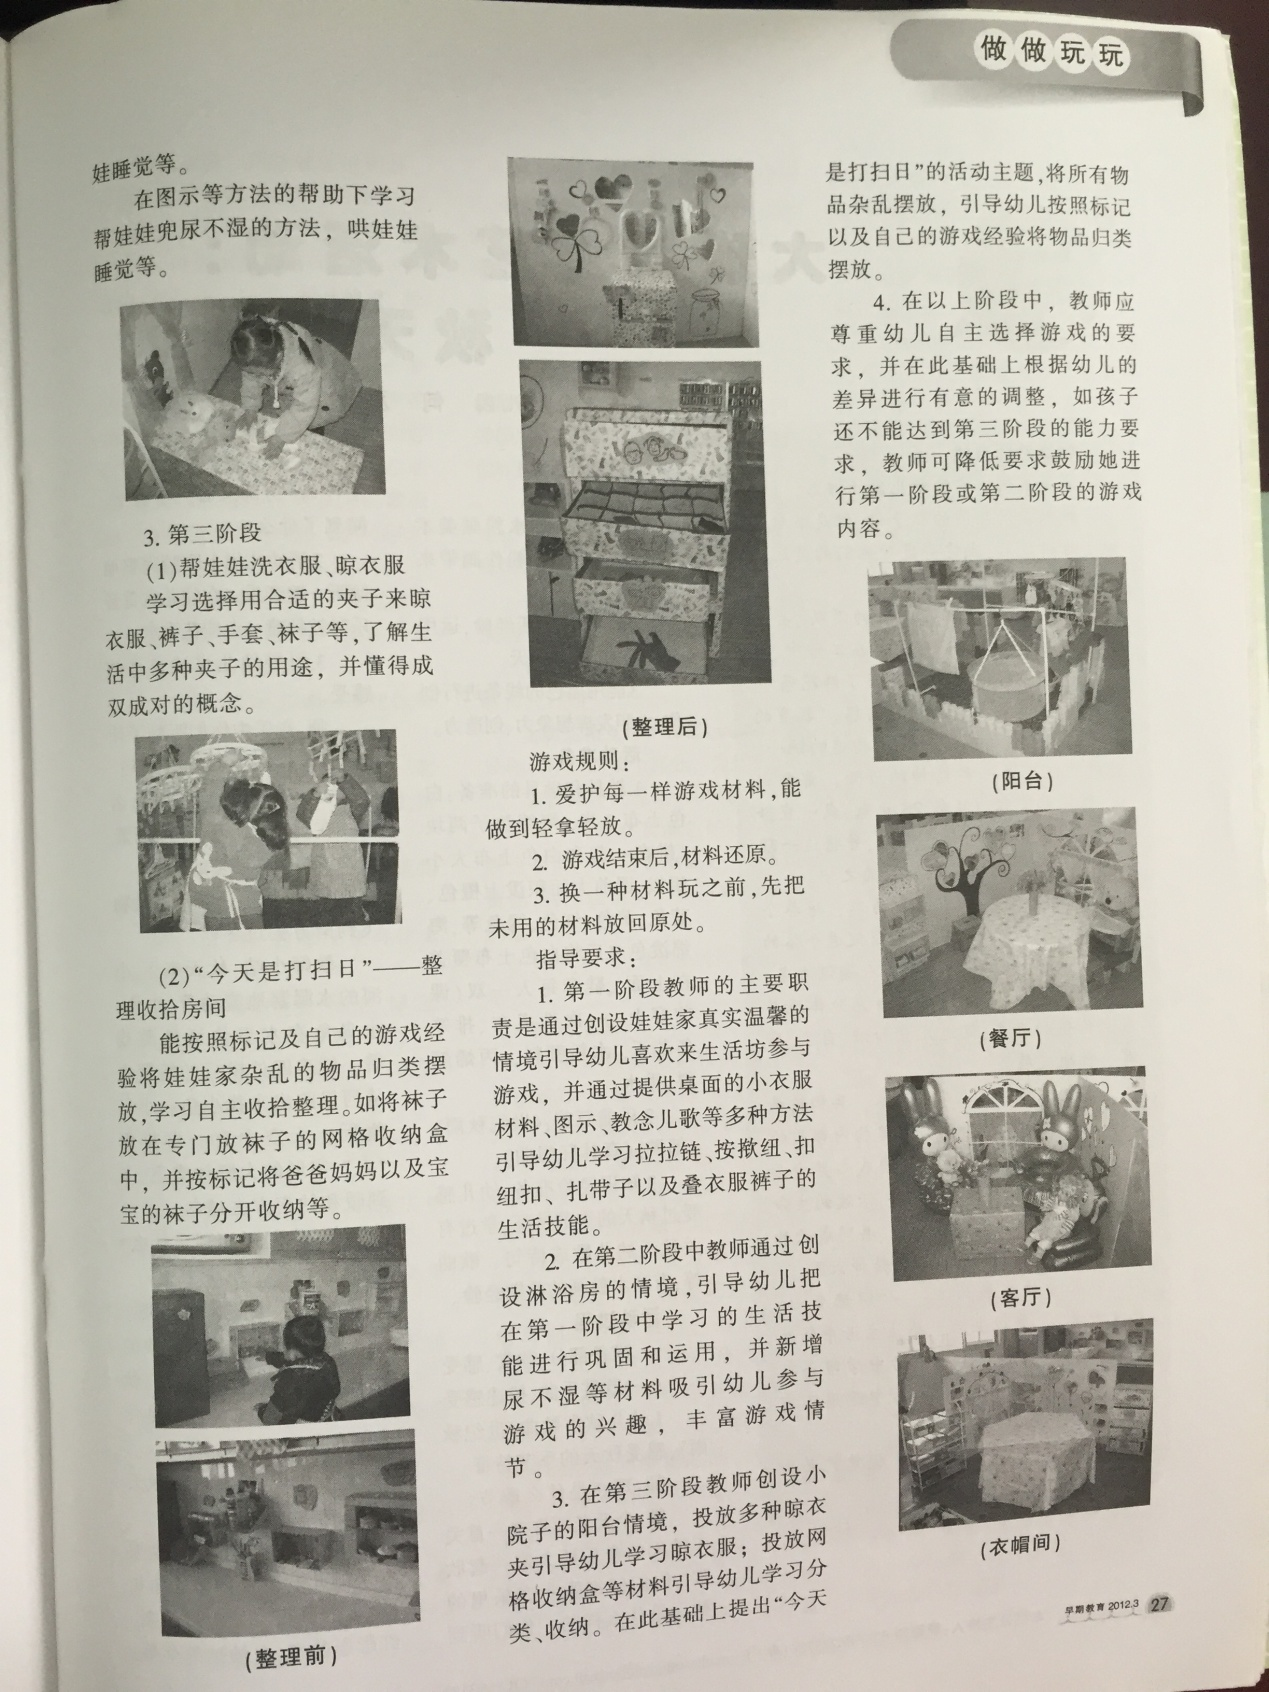 做做玩玩
娃睡觉等。
在图示等方法的帮助下学习
帮娃娃兜尿不湿的方法，哄娃娃
睡觉等。
3. 第三阶段
(1)帮娃娃洗衣服、晾衣服
学习选择用合适的夹子来晾
衣服、裤子、手套、袜子等,了解生
活中多种夹子的用途，并懂得成
双成对的概念。
(2)“今天是打扫日”——整
理收拾房间
能按照标记及自己的游戏经
验将娃娃家杂乱的物品归类摆
放,学习自主收拾整理。如将袜子
放在专门放袜子的网格收纳盒
中，并按标记将爸爸妈妈以及宝
宝的袜子分开收纳等。
(整理前)
(整理后)
游戏规则：
1. 爱护每一样游戏材料,能
做到轻拿轻放。
2. 游戏结束后,材料还原。
3. 换一种材料玩之前,先把
未用的材料放回原处。
指导要求：
1. 第一阶段教师的主要职
责是通过创设娃娃家真实温馨的
情境引导幼儿喜欢来生活坊参与
游戏，并通过提供桌面的小衣服
材料、图示、教念儿歌等多种方法
引导幼儿学习拉拉链、按揿纽、扣
纽扣、扎带子以及叠衣服裤子的
生活技能。
2. 在第二阶段中教师通过创
设淋浴房的情境,引导幼儿把
在第一阶段中学习的生活技
能进行巩固和运用，并新增
尿不湿等材料吸引幼儿参与
游戏的兴趣，丰富游戏情
节。
3. 在第三阶段教师创设小
院子的阳台情境，投放多种晾衣
夹引导幼儿学习晾衣服；投放网
格收纳盒等材料引导幼儿学习分
类、收纳。在此基础上提出“今天
是打扫日”的活动主题,将所有物
品杂乱摆放，引导幼儿按照标记
以及自己的游戏经验将物品归类
摆放。
4. 在以上阶段中，教师应
尊重幼儿自主选择游戏的要
求，并在此基础上根据幼儿的
差异进行有意的调整，如孩子
还不能达到第三阶段的能力要
求，教师可降低要求鼓励她进
行第一阶段或第二阶段的游戏
内容。
(阳台)
(餐厅)
(客厅)
(衣帽间)
早期教育 2012.3 27